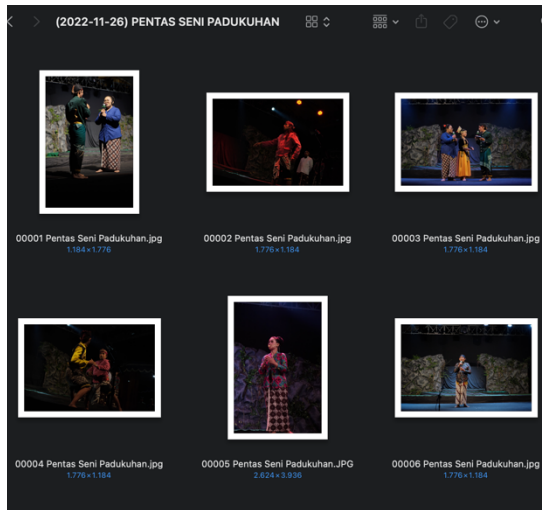 (2022-11-26) PENTAS SENI PADUKUHAN
00001 Pentas Seni Padukuhan.jpg
1.184×1.776
00002 Pentas Seni Padukuhan.jpg
1.776×1.184
00003 Pentas Seni Padukuhan.jpg
1.776×1.184
00004 Pentas Seni Padukuhan.jpg
1.776×1.184
00005 Pentas Seni Padukuhan.JPG
2.624×3.936
00006 Pentas Seni Padukuhan.jpg
1.776×1.184